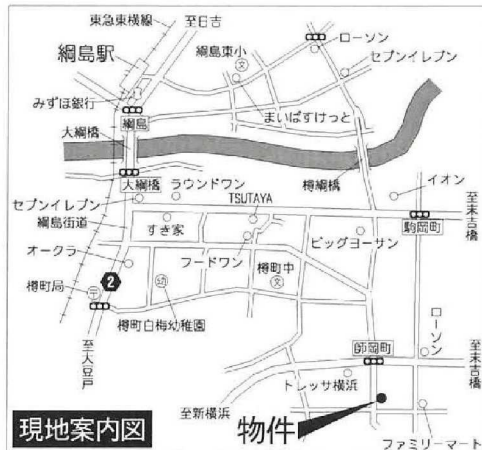 東急東横線
至日吉
ローソン
綱島駅
綱島東小
文
セブンイレブン
みずほ銀行
まいばすけっと
綱島
大綱橋
樽綱橋
大綱橋
ラウンドワン
イオン
セブンイレブン
TSUTAYA
至末吉橋
綱島街道
すき家
ビッグヨーサン
駒岡町
オークラ
フードワン
樽町中
文
2
樽町局
〒
幼
樽町白梅幼稚園
ローソン
師岡町
至大豆戸
至末吉橋
トレッサ横浜
至新横浜
現地案内図
物件
ファミリーマート